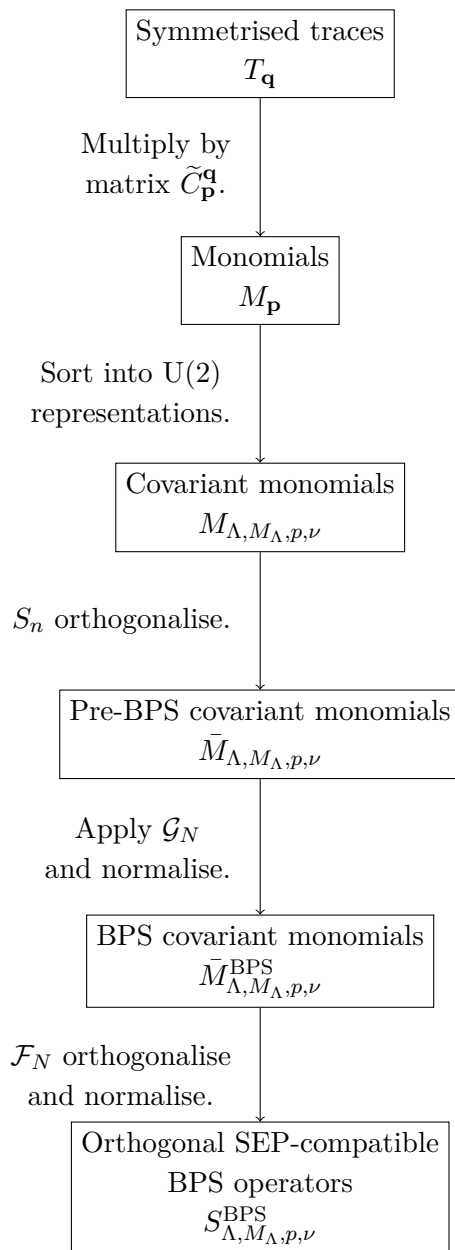 Symmetrised traces
T_𝐪
Multiply by
matrix C̃_𝐩^𝐪.
Monomials
M_𝐩
Sort into U(2)
representations.
Covariant monomials
M_{Λ,M_Λ,p,ν}
S_n orthogonalise.
Pre-BPS covariant monomials
M̄_{Λ,M_Λ,p,ν}
Apply 𝒢_N
and normalise.
BPS covariant monomials
M̄^{BPS}_{Λ,M_Λ,p,ν}
ℱ_N orthogonalise
and normalise.
Orthogonal SEP-compatible
BPS operators
S^{BPS}_{Λ,M_Λ,p,ν}